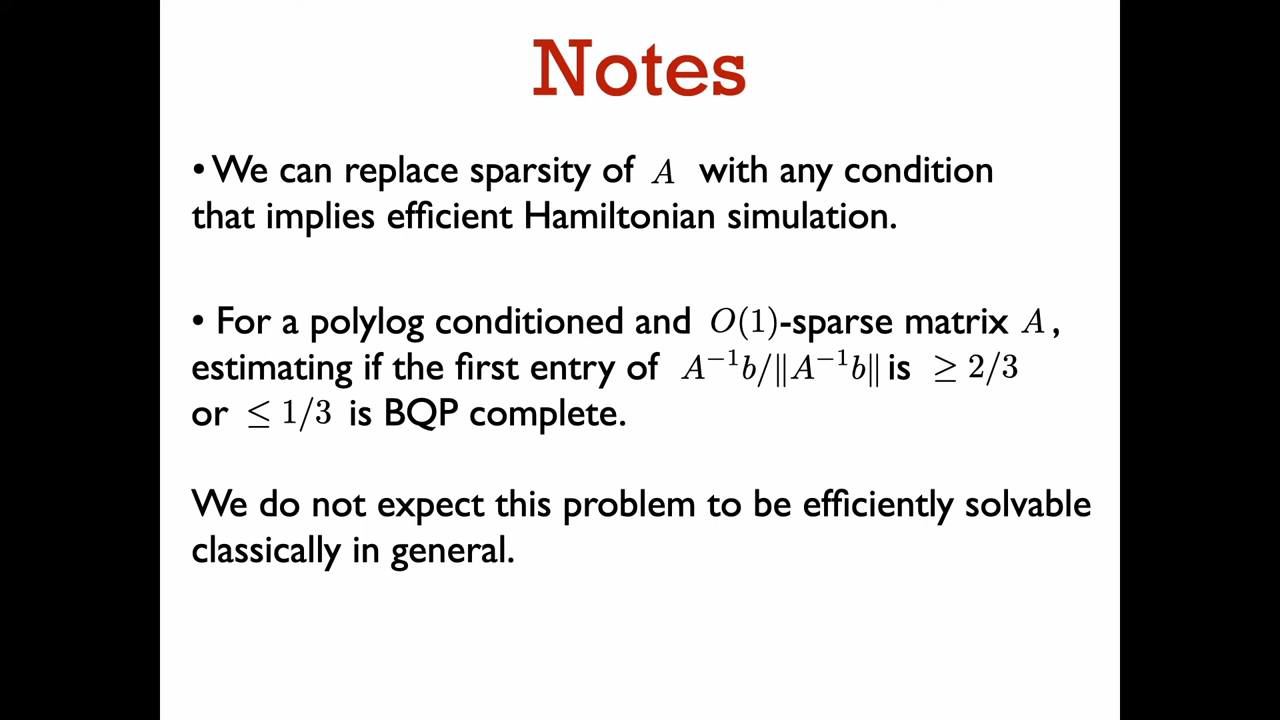 Notes
• We can replace sparsity of A with any condition
that implies efficient Hamiltonian simulation.
• For a polylog conditioned and O(1)-sparse matrix A,
estimating if the first entry of A⁻¹b/‖A⁻¹b‖ is ≥ 2/3
or ≤ 1/3 is BQP complete.
We do not expect this problem to be efficiently solvable
classically in general.